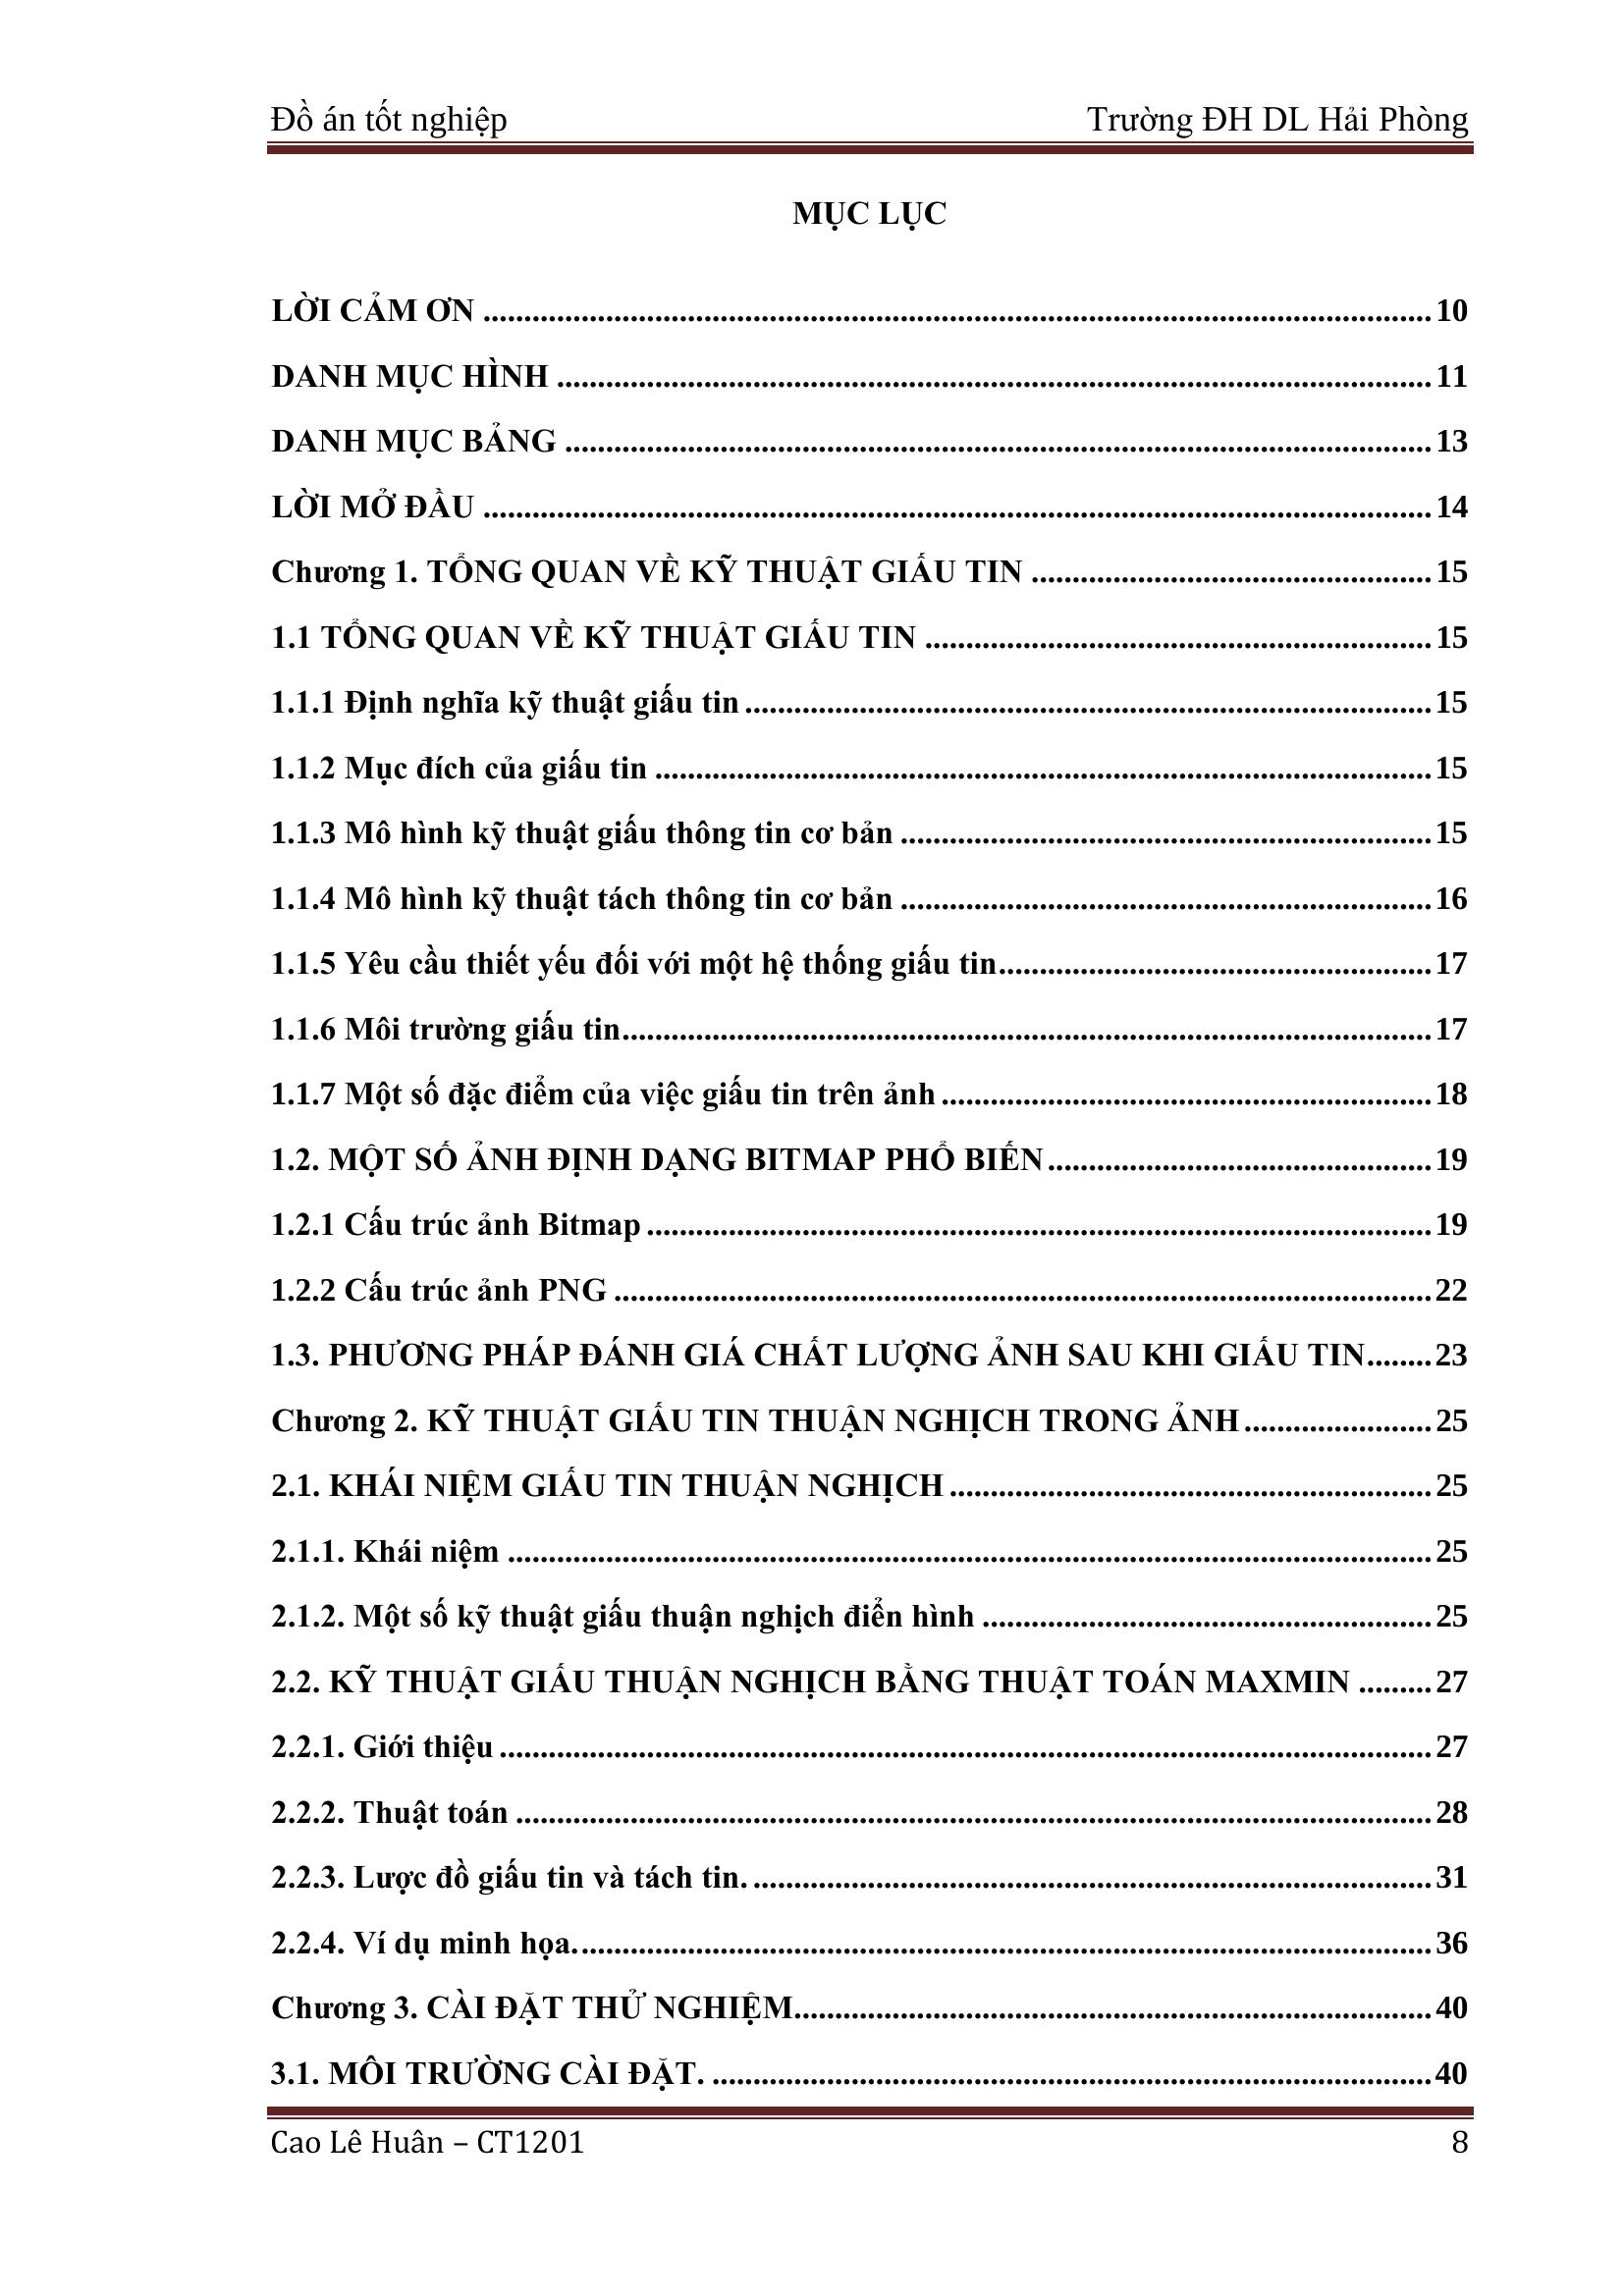 Đồ án tốt nghiệp Trường ĐH DL Hải Phòng
MỤC LỤC
LỜI CẢM ƠN ........................................ 10
DANH MỤC HÌNH ........................................ 11
DANH MỤC BẢNG ........................................ 13
LỜI MỞ ĐẦU ........................................ 14
Chương 1. TỔNG QUAN VỀ KỸ THUẬT GIẤU TIN ........................................ 15
1.1 TỔNG QUAN VỀ KỸ THUẬT GIẤU TIN ........................................ 15
1.1.1 Định nghĩa kỹ thuật giấu tin ........................................ 15
1.1.2 Mục đích của giấu tin ........................................ 15
1.1.3 Mô hình kỹ thuật giấu thông tin cơ bản ........................................ 15
1.1.4 Mô hình kỹ thuật tách thông tin cơ bản ........................................ 16
1.1.5 Yêu cầu thiết yếu đối với một hệ thống giấu tin........................................ 17
1.1.6 Môi trường giấu tin........................................ 17
1.1.7 Một số đặc điểm của việc giấu tin trên ảnh ........................................ 18
1.2. MỘT SỐ ẢNH ĐỊNH DẠNG BITMAP PHỔ BIẾN........................................ 19
1.2.1 Cấu trúc ảnh Bitmap ........................................ 19
1.2.2 Cấu trúc ảnh PNG ........................................ 22
1.3. PHƯƠNG PHÁP ĐÁNH GIÁ CHẤT LƯỢNG ẢNH SAU KHI GIẤU TIN........ 23
Chương 2. KỸ THUẬT GIẤU TIN THUẬN NGHỊCH TRONG ẢNH ....................... 25
2.1. KHÁI NIỆM GIẤU TIN THUẬN NGHỊCH ........................................ 25
2.1.1. Khái niệm ........................................ 25
2.1.2. Một số kỹ thuật giấu thuận nghịch điển hình ........................................ 25
2.2. KỸ THUẬT GIẤU THUẬN NGHỊCH BẰNG THUẬT TOÁN MAXMIN ......... 27
2.2.1. Giới thiệu ........................................ 27
2.2.2. Thuật toán ........................................ 28
2.2.3. Lược đồ giấu tin và tách tin. ........................................ 31
2.2.4. Ví dụ minh họa. ........................................ 36
Chương 3. CÀI ĐẶT THỬ NGHIỆM........................................ 40
3.1. MÔI TRƯỜNG CÀI ĐẶT. ........................................ 40
Cao Lê Huân – CT1201 8